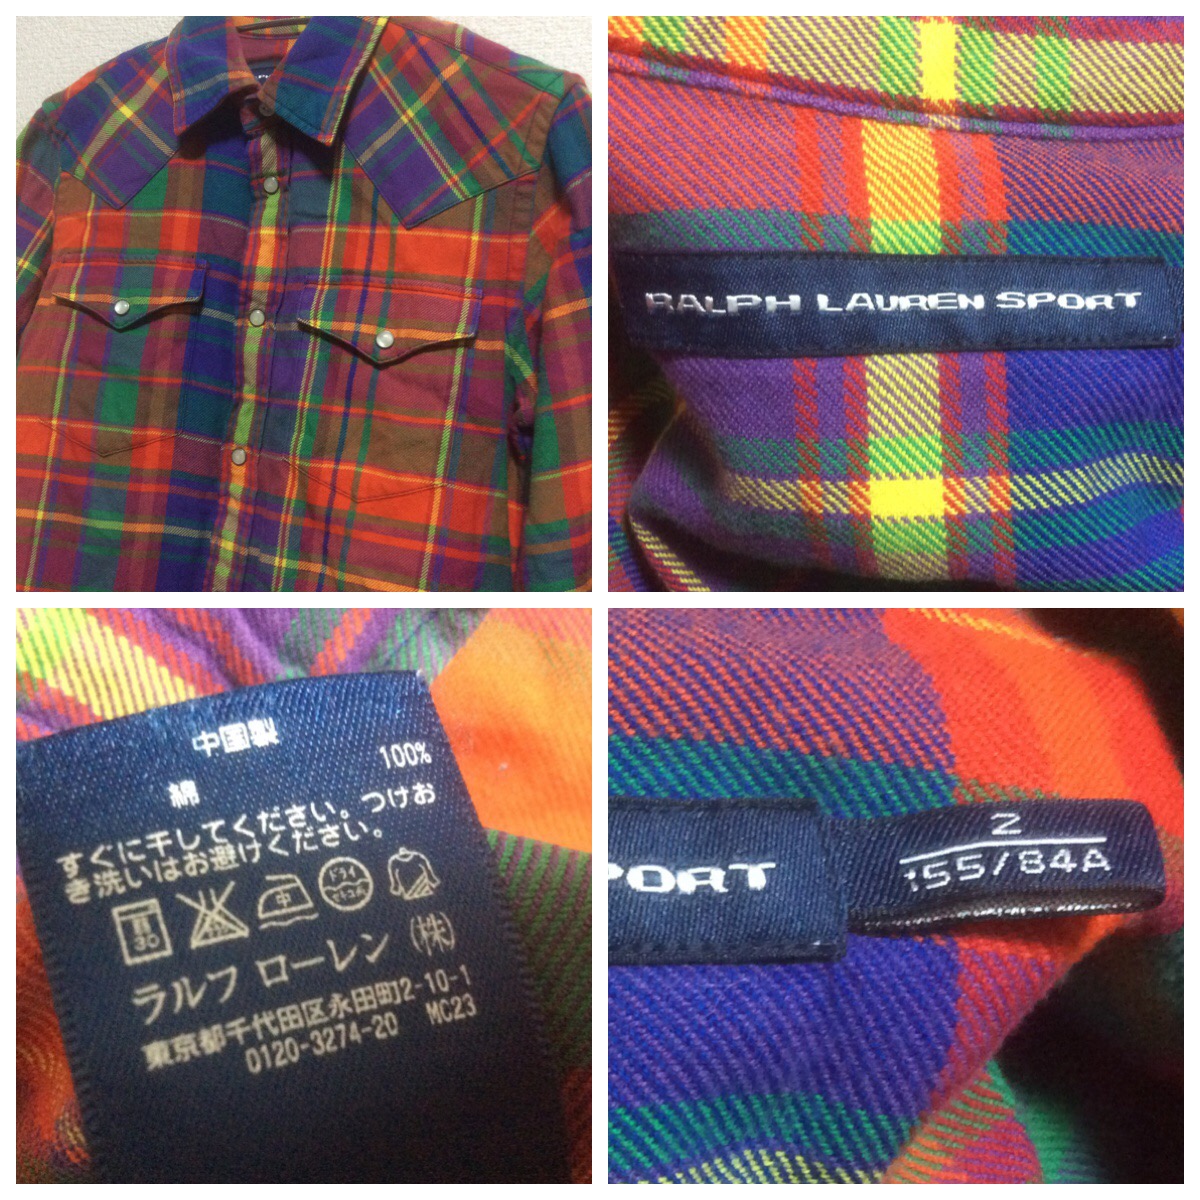 RALPH LAUREN SPORT
中国製
綿 100%
すぐに干してください。つけお
き洗いはお避けください。
30
中
ドライ
ラルフ ローレン (株)
東京都千代田区永田町2-10-1
0120-3274-20 MC23
PORT
2
155/84A